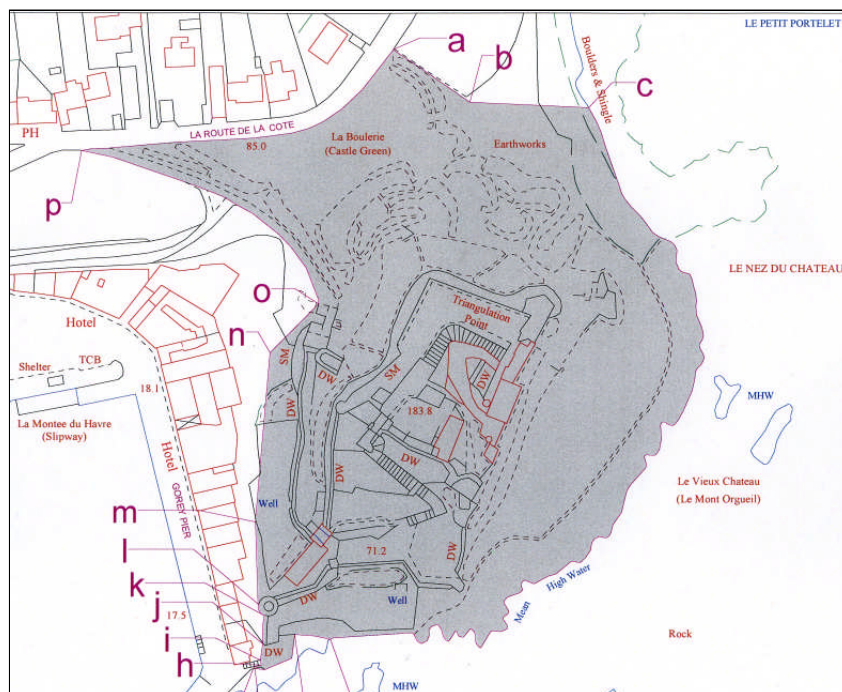 LE PETIT PORTELET
a
b
Boulders & Shingle
c
PH
LA ROUTE DE LA COTE
85.0
La Boulerie
(Castle Green)
Earthworks
p
LE NEZ DU CHATEAU
o
Triangulation
Point
Hotel
n
SM
DW
SM
DW
Shelter
TCB
18.1
DW
183.8
MHW
La Montee du Havre
(Slipway)
Hotel
DW
DW
Le Vieux Chateau
(Le Mont Orgueil)
GOREY PIER
Well
m
71.2
DW
l
k
DW
Well
Mean High Water
j
17.5
Rock
i
DW
h
MHW